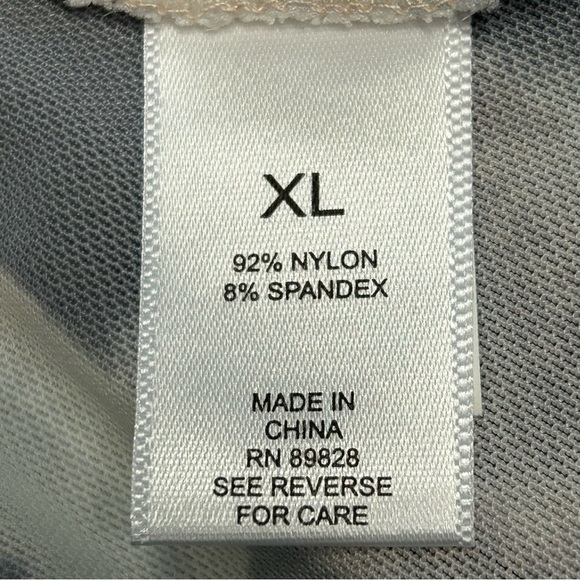 XL
92% NYLON
8% SPANDEX
MADE IN
CHINA
RN 89828
SEE REVERSE
FOR CARE